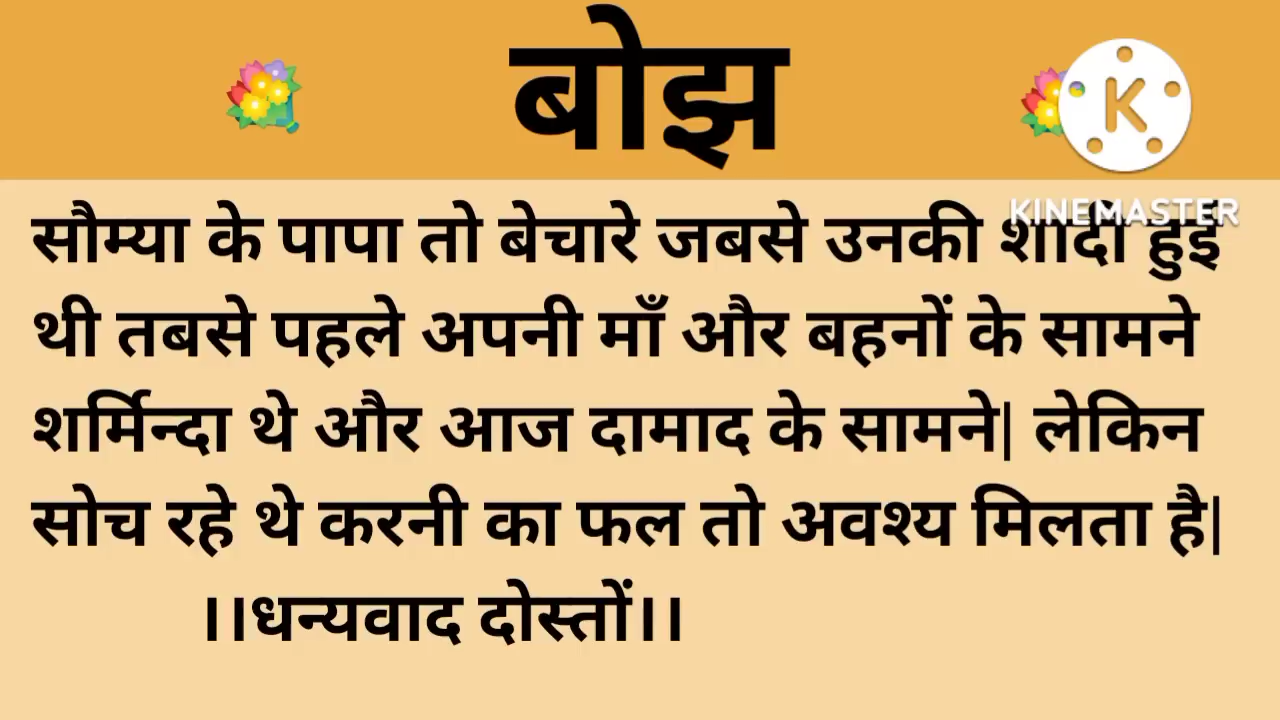 बोझ
K
KINEMASTER
सौम्या के पापा तो बेचारे जबसे उनकी शादी हुई
थी तबसे पहले अपनी माँ और बहनों के सामने
शर्मिन्दा थे और आज दामाद के सामने| लेकिन
सोच रहे थे करनी का फल तो अवश्य मिलता है|
।।धन्यवाद दोस्तों।।